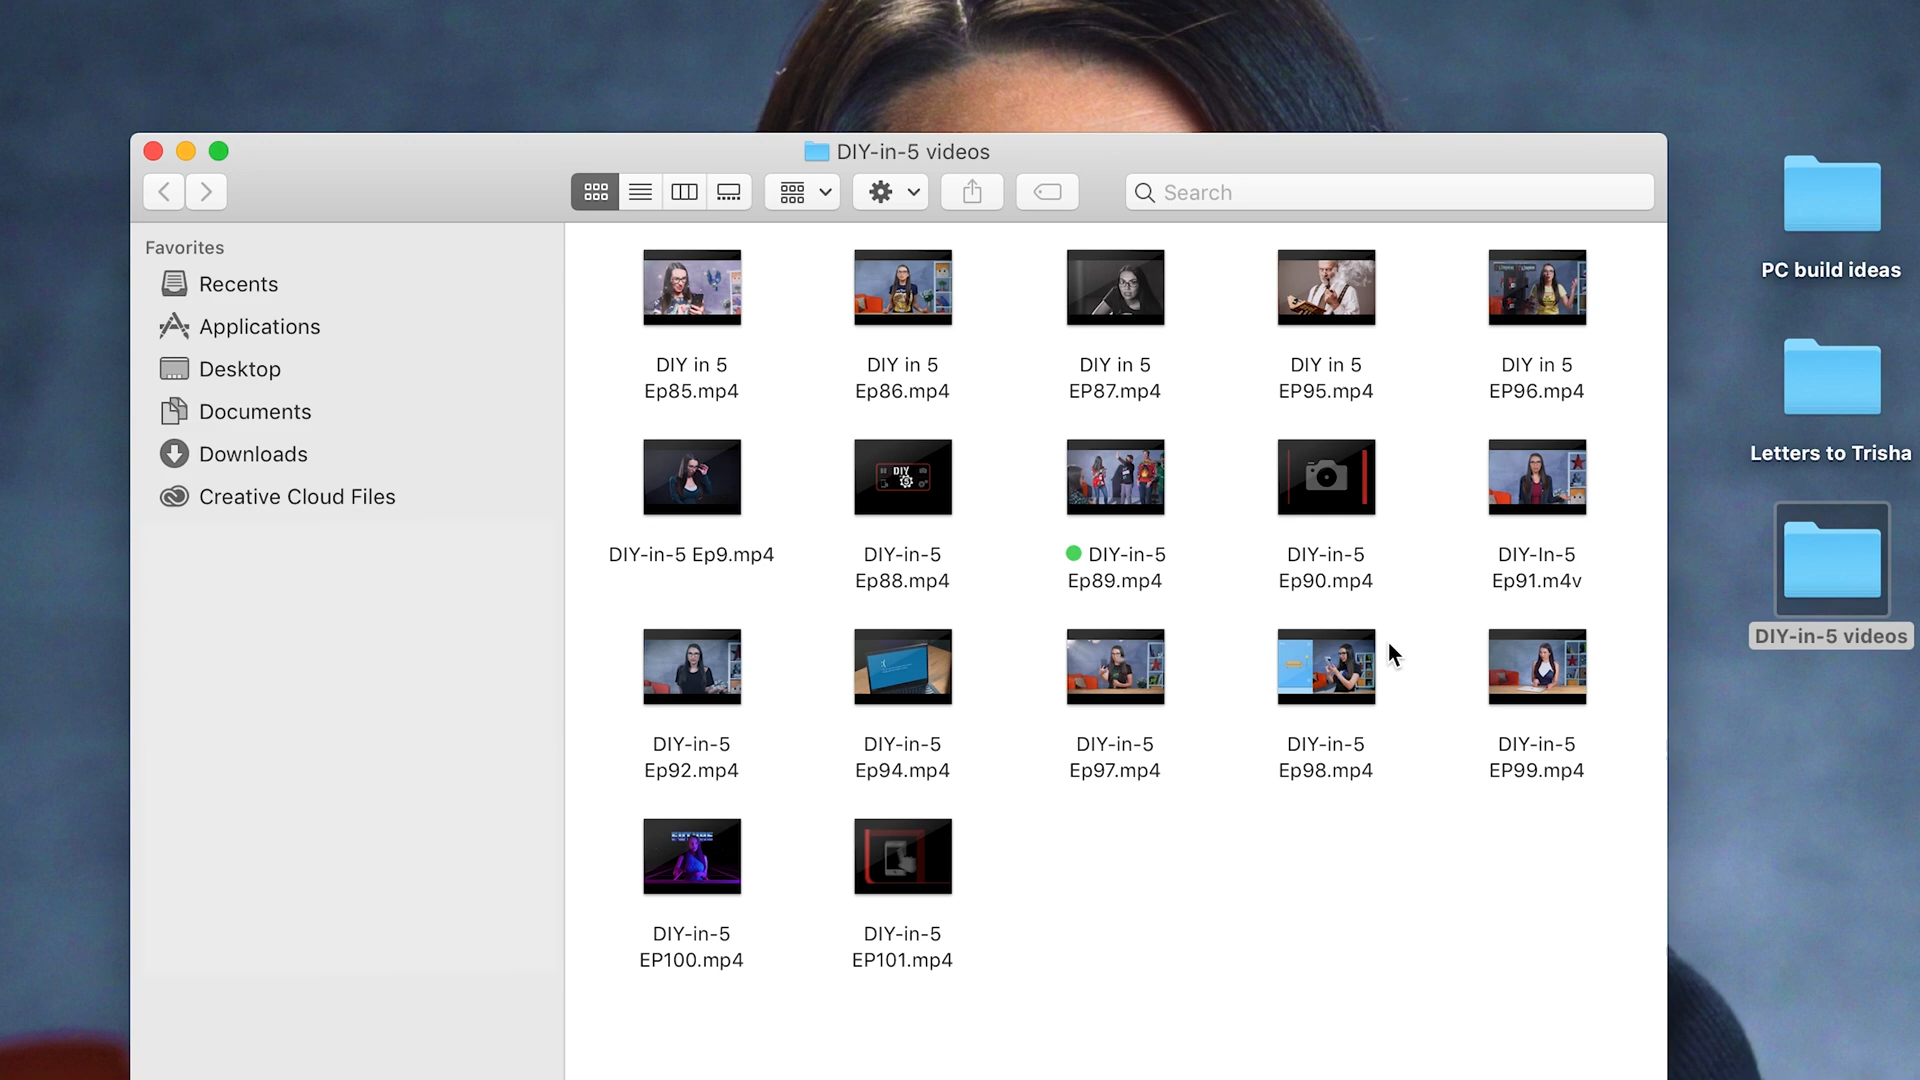 DIY-in-5 videos
Search
Favorites
Recents
Applications
Desktop
Documents
Downloads
Creative Cloud Files
DIY in 5
Ep85.mp4
DIY in 5
Ep86.mp4
DIY in 5
EP87.mp4
DIY in 5
EP95.mp4
DIY in 5
EP96.mp4
DIY
5
DIY-in-5 Ep9.mp4
DIY-in-5
Ep88.mp4
DIY-in-5
Ep89.mp4
DIY-in-5
Ep90.mp4
DIY-In-5
Ep91.m4v
:(
DIY-in-5
Ep92.mp4
DIY-in-5
Ep94.mp4
DIY-in-5
Ep97.mp4
DIY-in-5
Ep98.mp4
DIY-in-5
EP99.mp4
FUTURE
DIY-in-5
EP100.mp4
DIY-in-5
EP101.mp4
PC build ideas
Letters to Trisha
DIY-in-5 videos